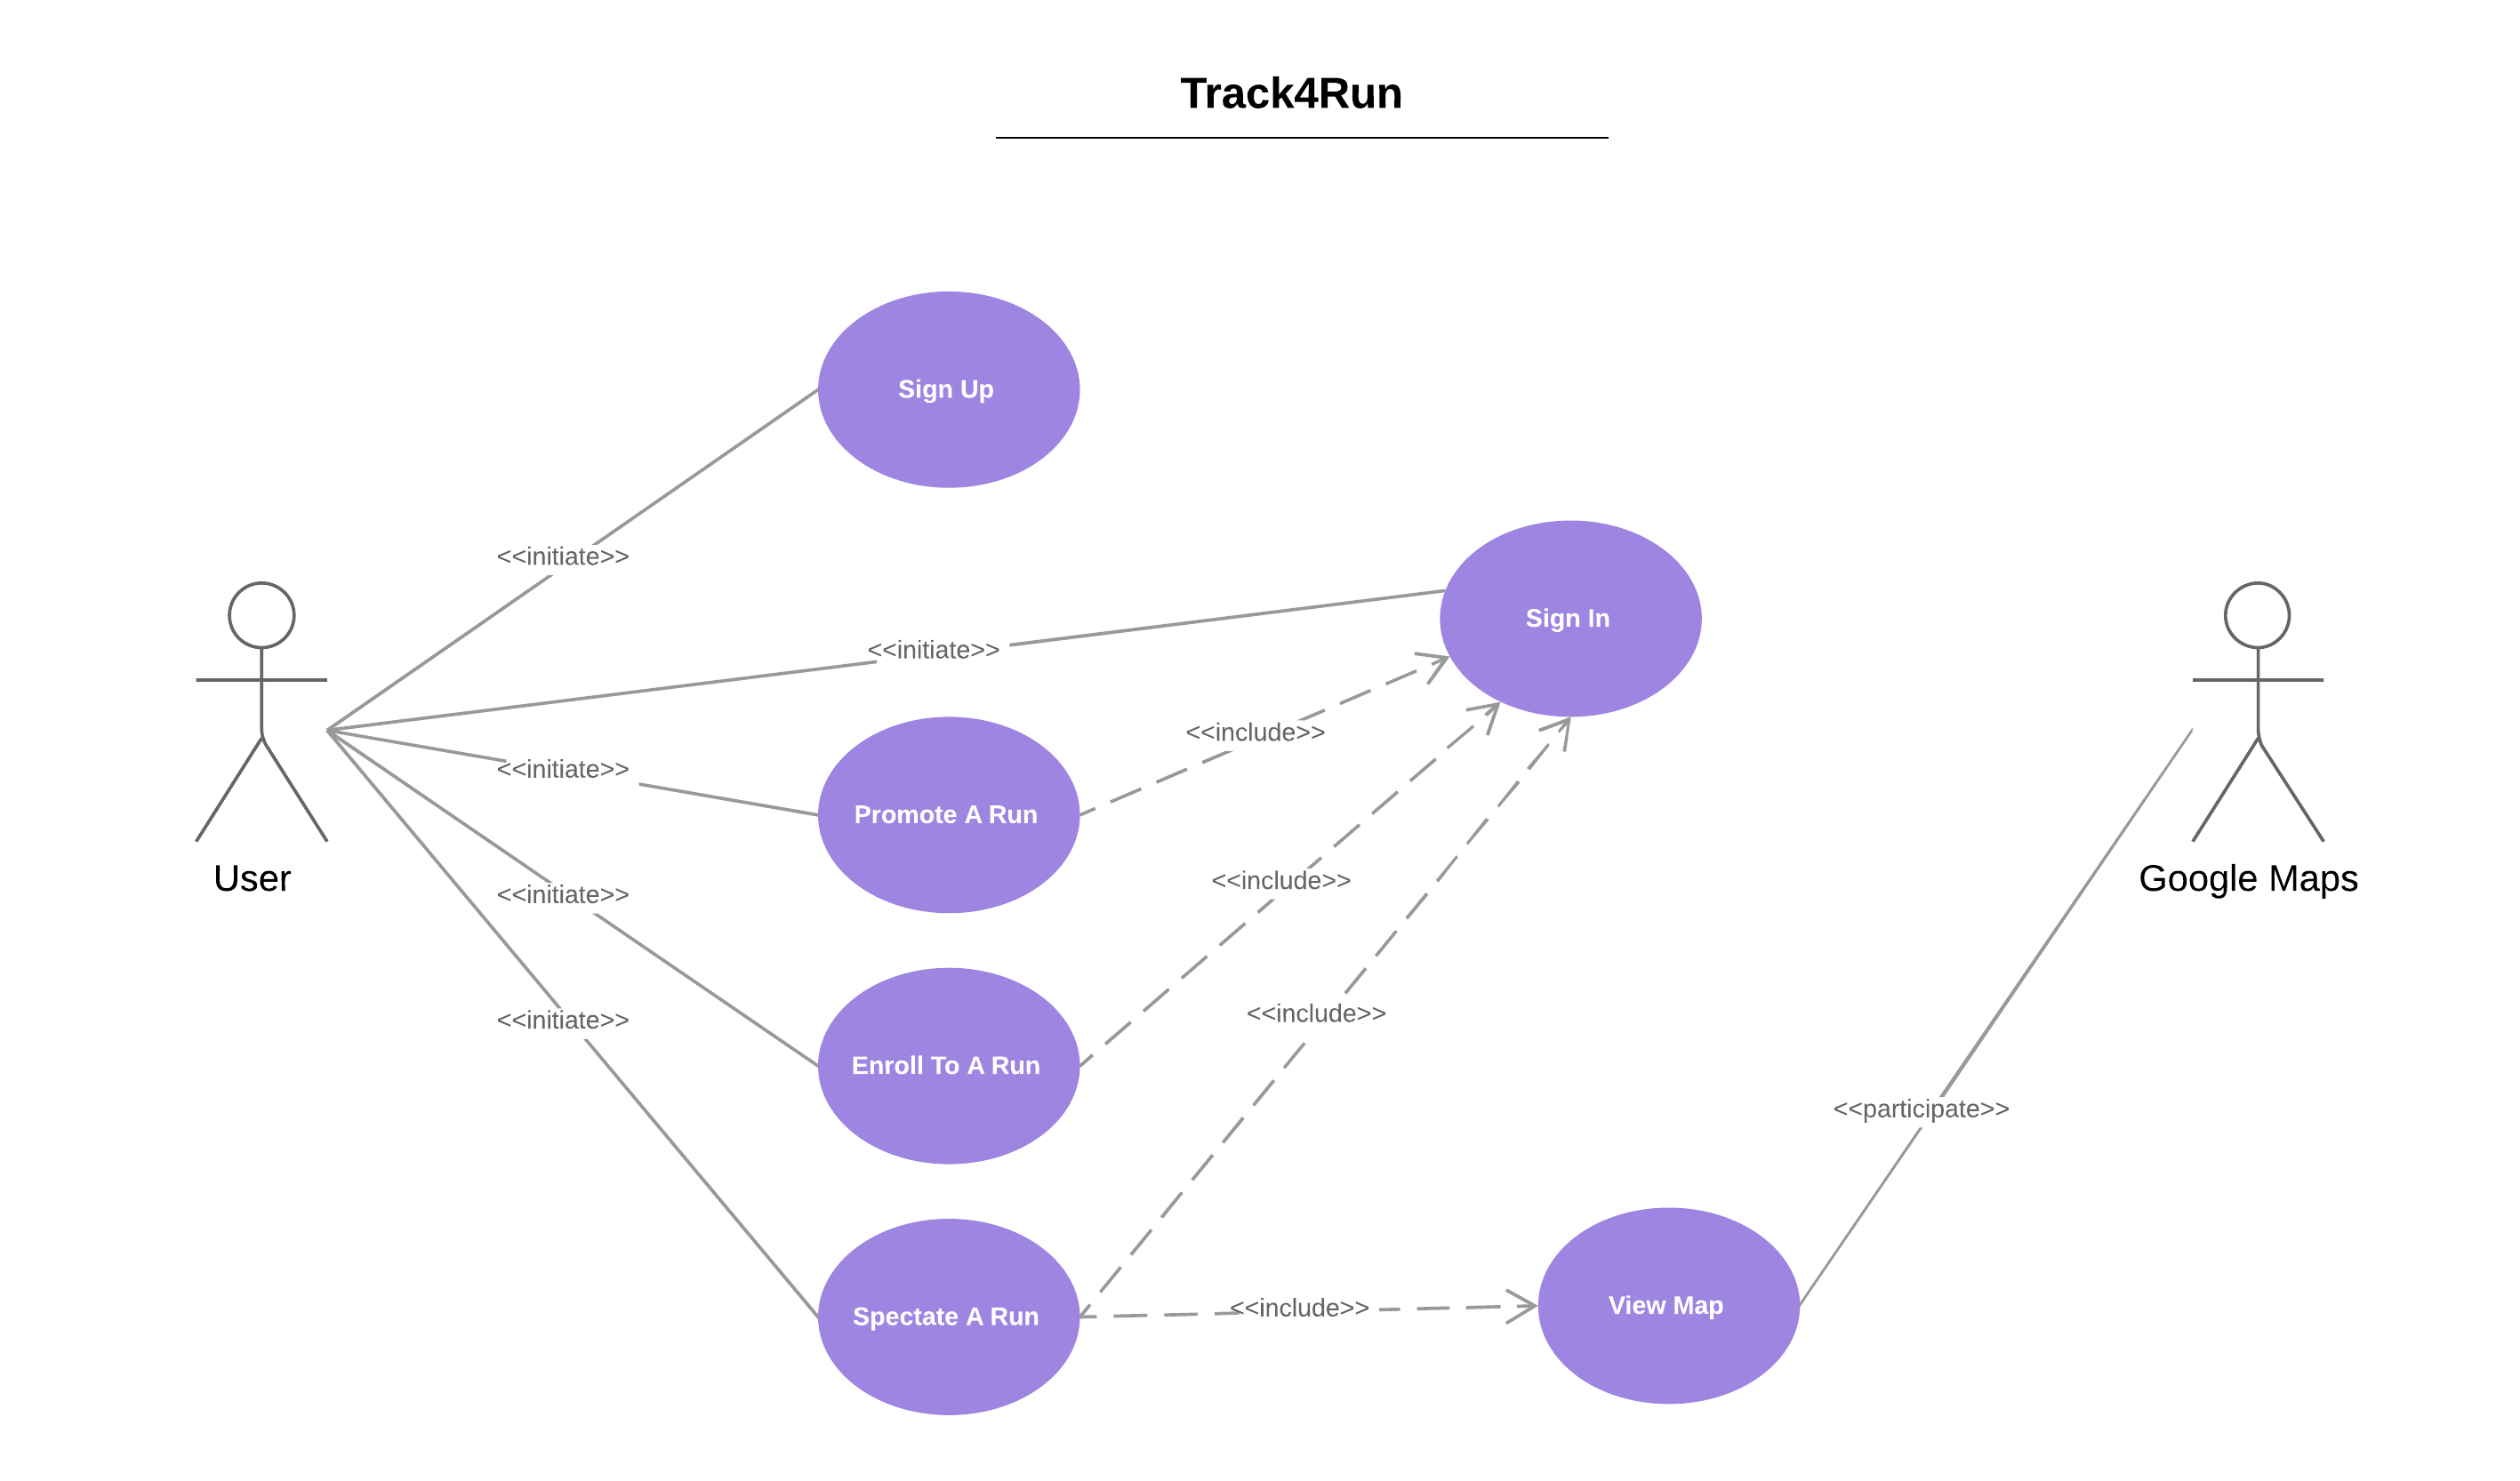 Track4Run
Sign Up
<<initiate>>
Sign In
<<initiate>>
<<include>>
<<initiate>>
Promote A Run
User
Google Maps
<<include>>
<<initiate>>
<<include>>
<<initiate>>
Enroll To A Run
<<participate>>
View Map
<<include>>
Spectate A Run